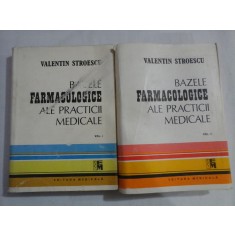 VALENTIN STROESCU
BAZELE
FARMACOLOGICE
ALE PRACTICII
MEDICALE
EDITURA MEDICALĂ
VALENTIN STROESCU
BAZELE
FARMACOLOGICE
ALE PRACTICII
MEDICALE
EDITURA MEDICALĂ